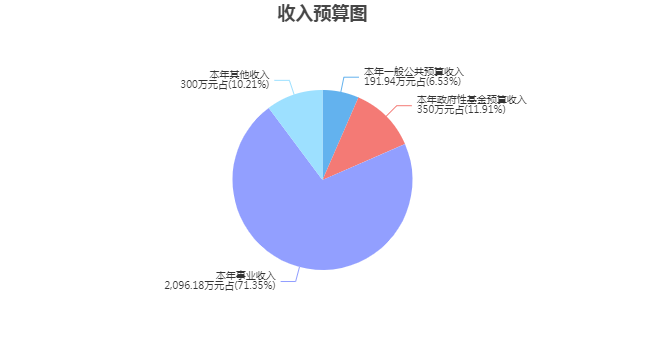 收入预算图
本年其他收入
300万元占(10.21%)
本年一般公共预算收入
191.94万元占(6.53%)
本年政府性基金预算收入
350万元占(11.91%)
本年事业收入
2,096.18万元占(71.35%)